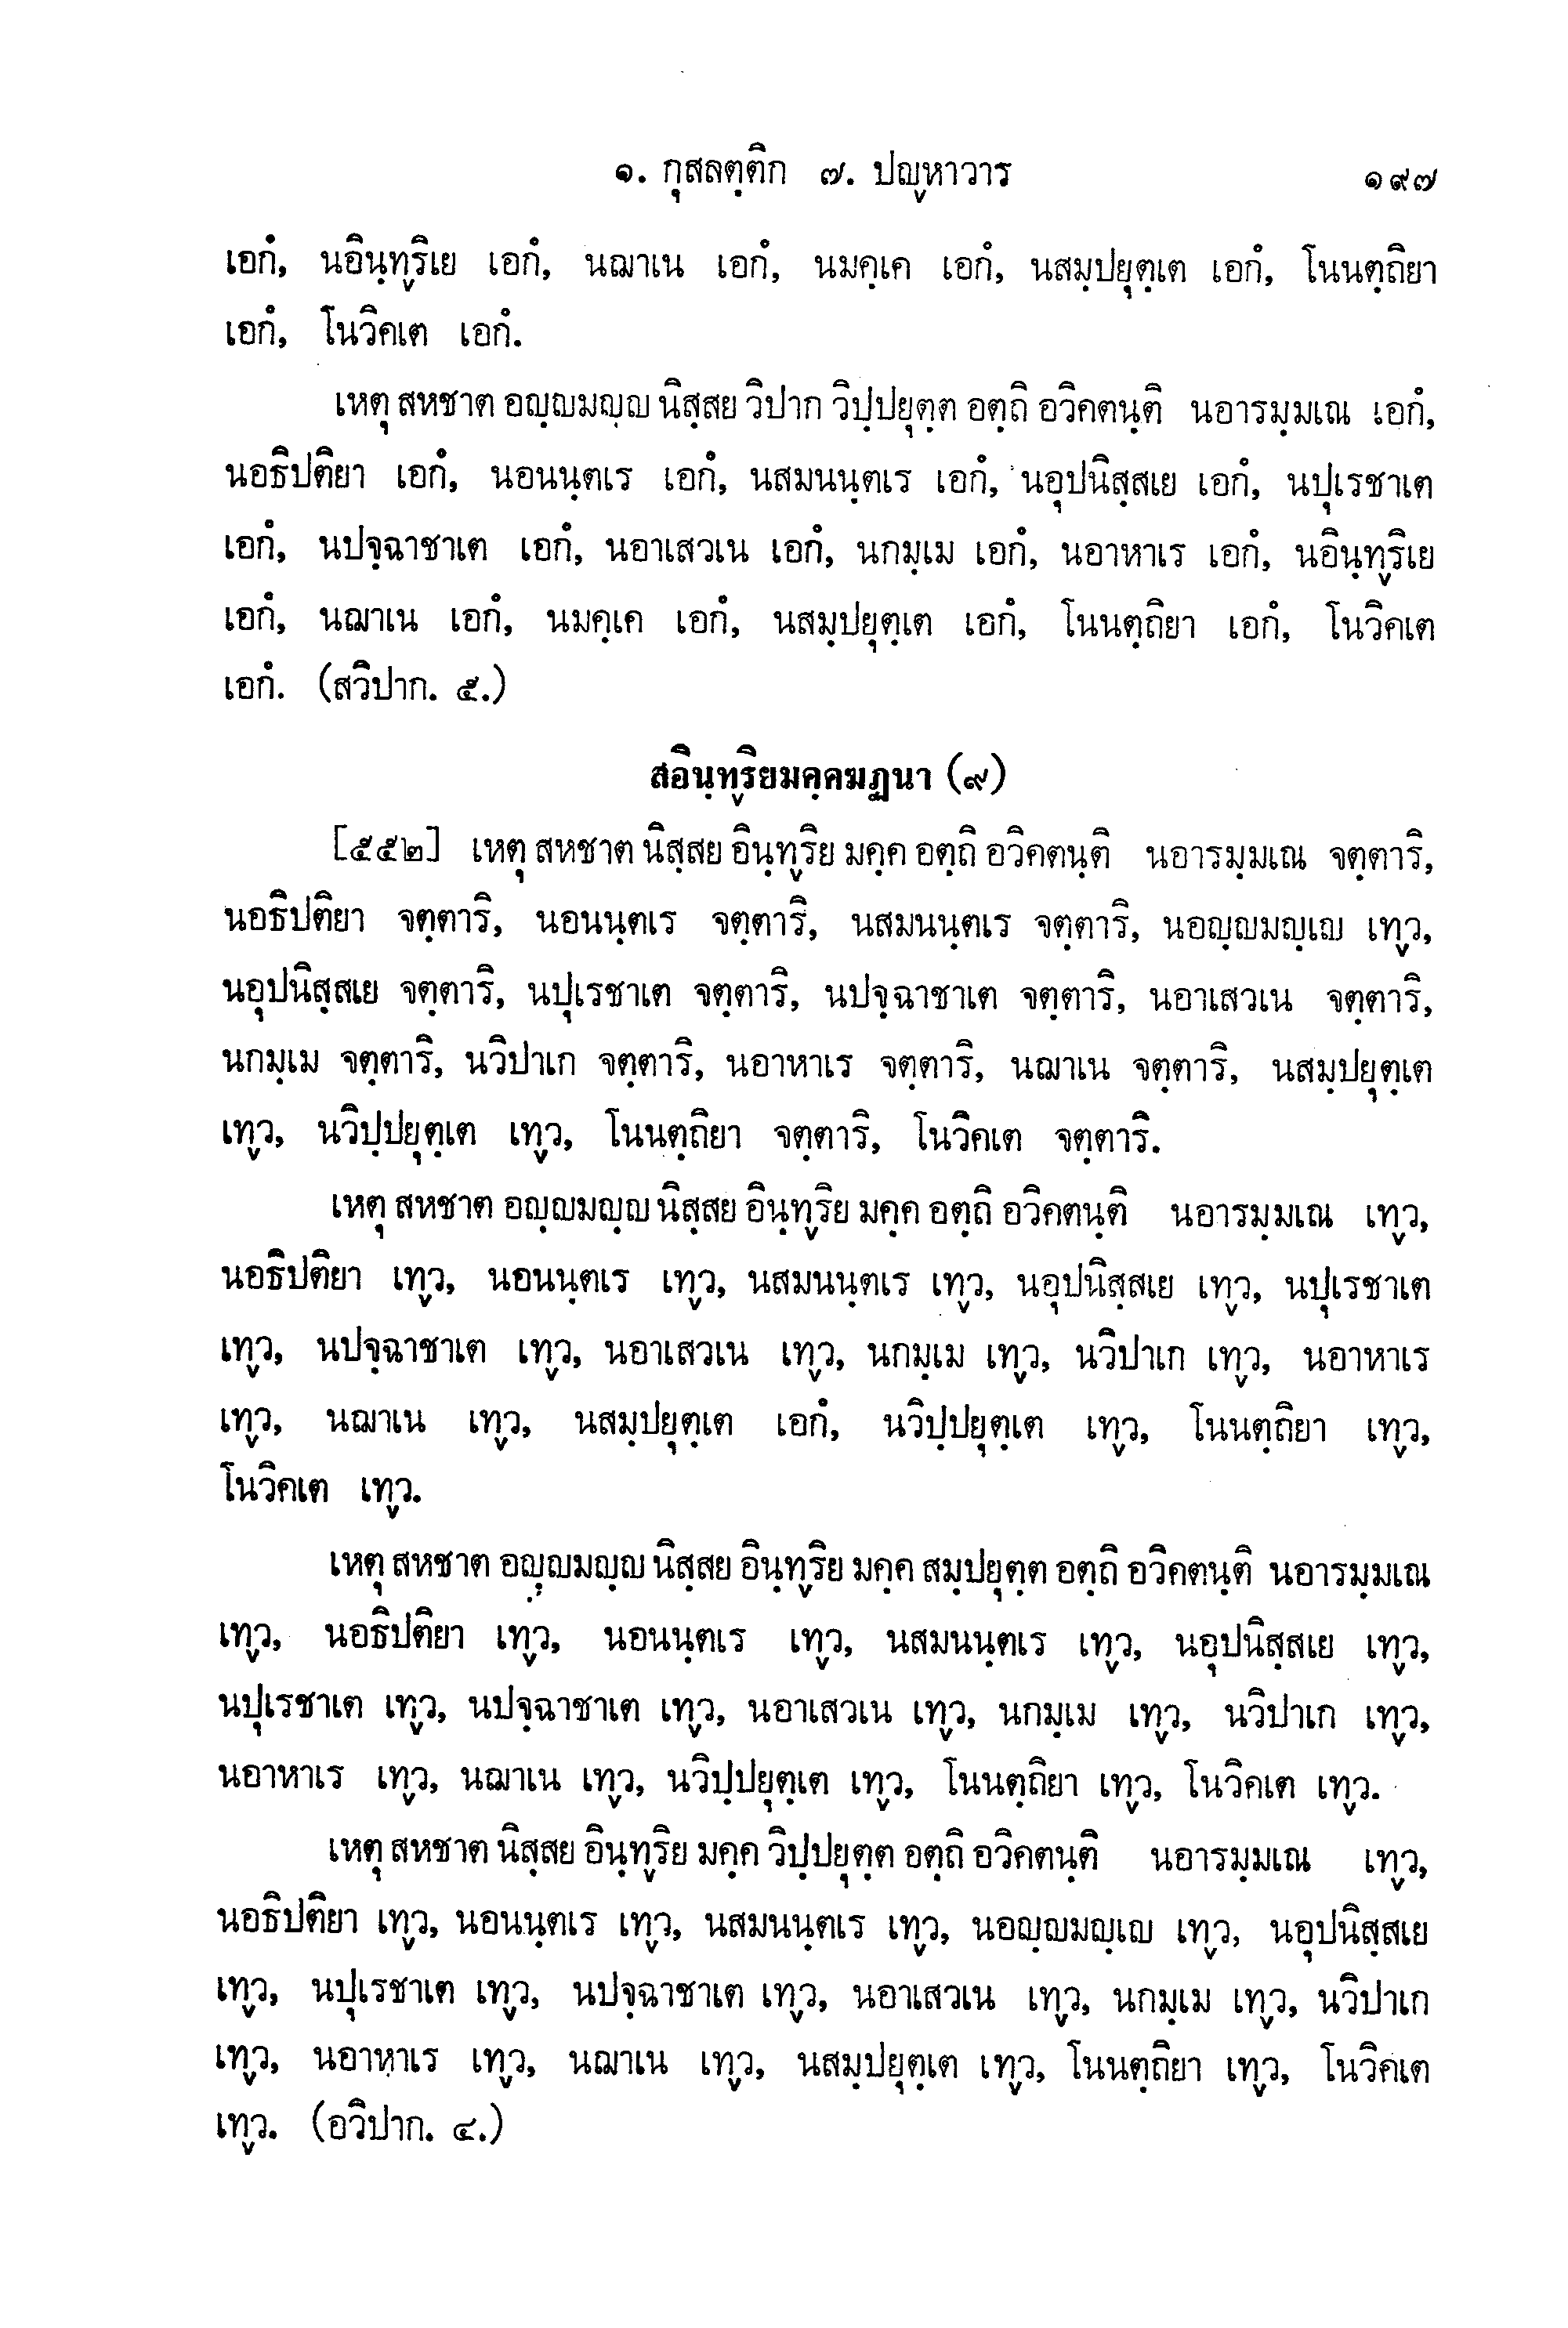 ๑. กุสลตฺติก ๗. ปญฺหาวาร ๑๙๗
เอกํ, นอินฺทฺริเย เอกํ, นฌาเน เอกํ, นมคฺเค เอกํ, นสมฺปยุตฺเต เอกํ, โนนตฺถิยา
เอกํ, โนวิคเต เอกํ.
เหตุ สหชาต อญฺญมญฺญ นิสฺสย วิปาก วิปฺปยุตฺต อตฺถิ อวิคตนฺติ นอารมฺมเณ เอกํ,
นอธิปติยา เอกํ, นอนนฺตเร เอกํ, นสมนนฺตเร เอกํ, นอุปนิสฺสเย เอกํ, นปุเรชาเต
เอกํ, นปจฺฉาชาเต เอกํ, นอาเสวเน เอกํ, นกมฺเม เอกํ, นอาหาเร เอกํ, นอินฺทฺริเย
เอกํ, นฌาเน เอกํ, นมคฺเค เอกํ, นสมฺปยุตฺเต เอกํ, โนนตฺถิยา เอกํ, โนวิคเต
เอกํ. (สวิปาก. ๕.)
สอินฺทฺริยมคฺคฆฏนา (๙)
[๕๕๒] เหตุ สหชาต นิสฺสย อินฺทฺริย มคฺค อตฺถิ อวิคตนฺติ นอารมฺมเณ จตฺตาริ,
นอธิปติยา จตฺตาริ, นอนนฺตเร จตฺตาริ, นสมนนฺตเร จตฺตาริ, นอญฺญมญฺเญ เทฺว,
นอุปนิสฺสเย จตฺตาริ, นปุเรชาเต จตฺตาริ, นปจฺฉาชาเต จตฺตาริ, นอาเสวเน จตฺตาริ,
นกมฺเม จตฺตาริ, นวิปาเก จตฺตาริ, นอาหาเร จตฺตาริ, นฌาเน จตฺตาริ, นสมฺปยุตฺเต
เทฺว, นวิปฺปยุตฺเต เทฺว, โนนตฺถิยา จตฺตาริ, โนวิคเต จตฺตาริ.
เหตุ สหชาต อญฺญมญฺญ นิสฺสย อินฺทฺริย มคฺค อตฺถิ อวิคตนฺติ นอารมฺมเณ เทฺว,
นอธิปติยา เทฺว, นอนนฺตเร เทฺว, นสมนนฺตเร เทฺว, นอุปนิสฺสเย เทฺว, นปุเรชาเต
เทฺว, นปจฺฉาชาเต เทฺว, นอาเสวเน เทฺว, นกมฺเม เทฺว, นวิปาเก เทฺว, นอาหาเร
เทฺว, นฌาเน เทฺว, นสมฺปยุตฺเต เอกํ, นวิปฺปยุตฺเต เทฺว, โนนตฺถิยา เทฺว,
โนวิคเต เทฺว.
เหตุ สหชาต อญฺญมญฺญ นิสฺสย อินฺทฺริย มคฺค สมฺปยุตฺต อตฺถิ อวิคตนฺติ นอารมฺมเณ
เทฺว, นอธิปติยา เทฺว, นอนนฺตเร เทฺว, นสมนนฺตเร เทฺว, นอุปนิสฺสเย เทฺว,
นปุเรชาเต เทฺว, นปจฺฉาชาเต เทฺว, นอาเสวเน เทฺว, นกมฺเม เทฺว, นวิปาเก เทฺว,
นอาหาเร เทฺว, นฌาเน เทฺว, นวิปฺปยุตฺเต เทฺว, โนนตฺถิยา เทฺว, โนวิคเต เทฺว.
เหตุ สหชาต นิสฺสย อินฺทฺริย มคฺค วิปฺปยุตฺต อตฺถิ อวิคตนฺติ นอารมฺมเณ เทฺว,
นอธิปติยา เทฺว, นอนนฺตเร เทฺว, นสมนนฺตเร เทฺว, นอญฺญมญฺเญ เทฺว, นอุปนิสฺสเย
เทฺว, นปุเรชาเต เทฺว, นปจฺฉาชาเต เทฺว, นอาเสวเน เทฺว, นกมฺเม เทฺว, นวิปาเก
เทฺว, นอาหาเร เทฺว, นฌาเน เทฺว, นสมฺปยุตฺเต เทฺว, โนนตฺถิยา เทฺว, โนวิคเต
เทฺว. (อวิปาก. ๔.)